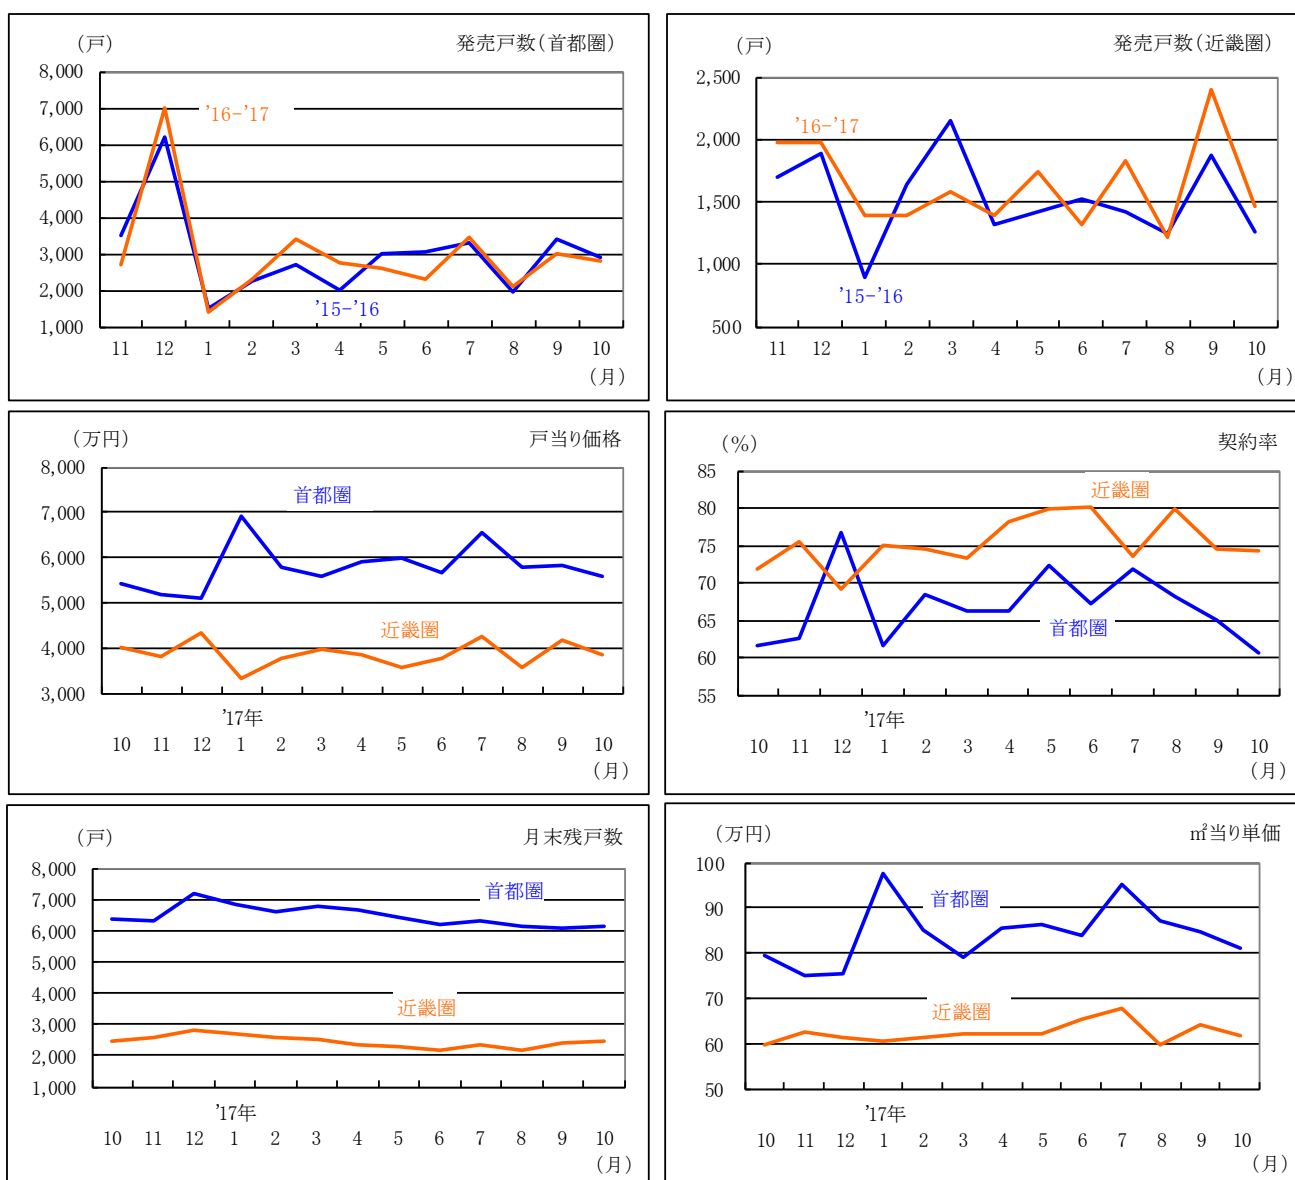 (戸) 発売戸数(首都圏)
8,000
7,000
6,000
5,000
4,000
3,000
2,000
1,000
'16-'17
'15-'16
11 12 1 2 3 4 5 6 7 8 9 10
(月)
(戸) 発売戸数(近畿圏)
2,500
2,000
1,500
1,000
500
'16-'17
'15-'16
11 12 1 2 3 4 5 6 7 8 9 10
(月)
(万円) 戸当り価格
8,000
7,000
6,000
5,000
4,000
3,000
首都圏
近畿圏
'17年
10 11 12 1 2 3 4 5 6 7 8 9 10
(月)
(%) 契約率
85
80
75
70
65
60
55
近畿圏
首都圏
'17年
10 11 12 1 2 3 4 5 6 7 8 9 10
(月)
(戸) 月末残戸数
8,000
7,000
6,000
5,000
4,000
3,000
2,000
1,000
首都圏
近畿圏
'17年
10 11 12 1 2 3 4 5 6 7 8 9 10
(月)
(万円) ㎡当り単価
100
90
80
70
60
50
首都圏
近畿圏
'17年
10 11 12 1 2 3 4 5 6 7 8 9 10
(月)